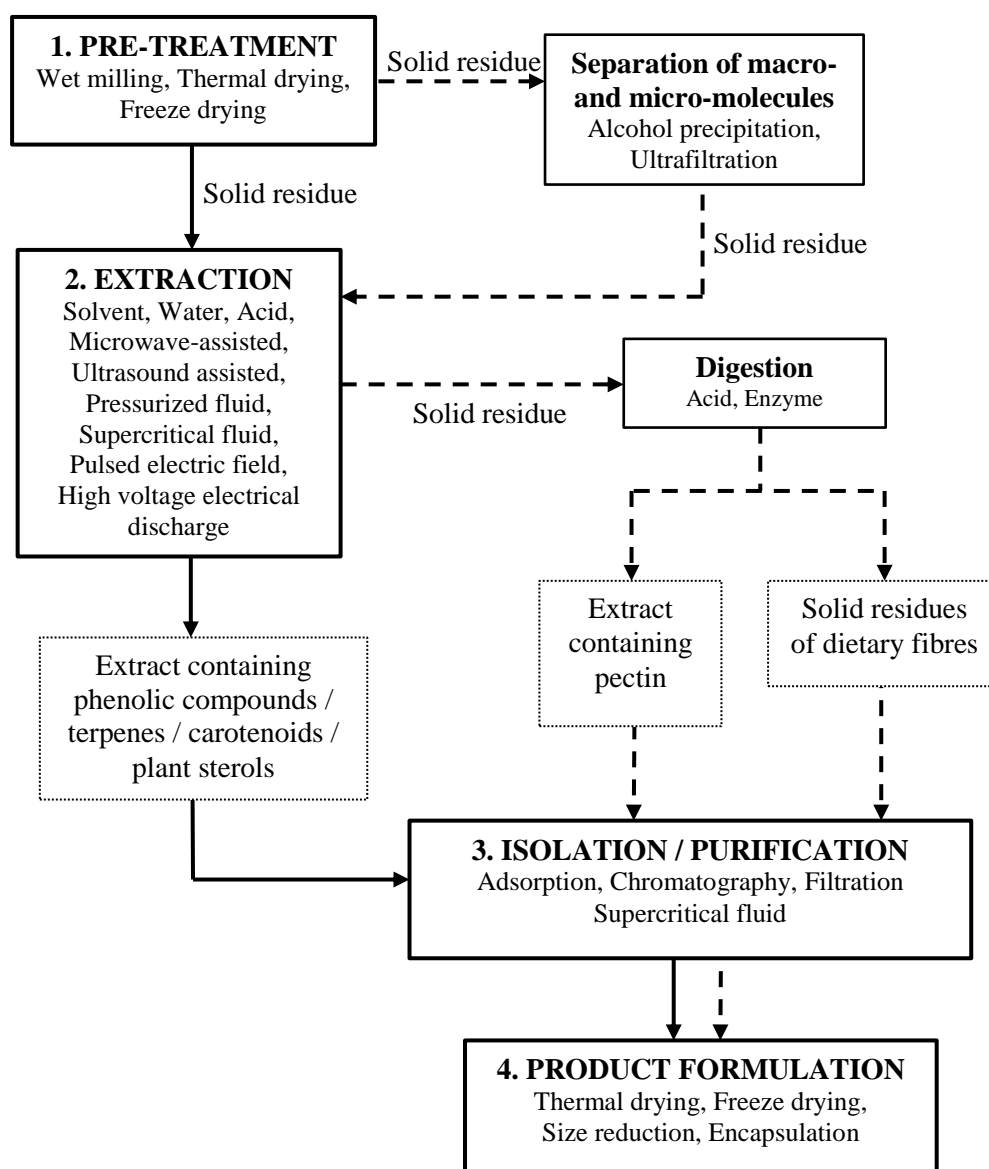 1. PRE-TREATMENT
Wet milling, Thermal drying,
Freeze drying
Solid residue
Separation of macro-
and micro-molecules
Alcohol precipitation,
Ultrafiltration
Solid residue
Solid residue
2. EXTRACTION
Solvent, Water, Acid,
Microwave-assisted,
Ultrasound assisted,
Pressurized fluid,
Supercritical fluid,
Pulsed electric field,
High voltage electrical
discharge
Solid residue
Digestion
Acid, Enzyme
Extract containing
phenolic compounds /
terpenes / carotenoids /
plant sterols
Extract
containing
pectin
Solid residues
of dietary fibres
3. ISOLATION / PURIFICATION
Adsorption, Chromatography, Filtration
Supercritical fluid
4. PRODUCT FORMULATION
Thermal drying, Freeze drying,
Size reduction, Encapsulation